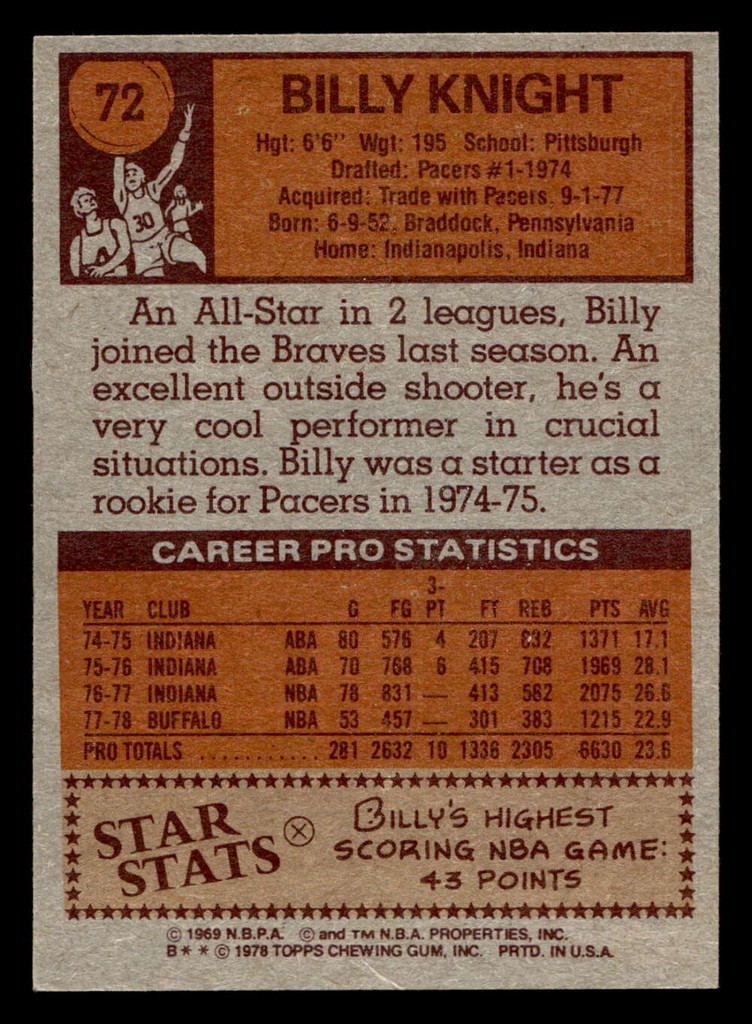 72
BILLY KNIGHT
Hgt: 6'6" Wgt: 195 School: Pittsburgh
Drafted: Pacers #1-1974
Acquired: Trade with Pacers, 9-1-77
Born: 6-9-52, Braddock, Pennsylvania
Home: Indianapolis, Indiana
30
An All-Star in 2 leagues, Billy
joined the Braves last season. An
excellent outside shooter, he's a
very cool performer in crucial
situations. Billy was a starter as a
rookie for Pacers in 1974-75.
CAREER PRO STATISTICS
YEAR CLUB G FG 3-PT FT REB PTS AVG
74-75 INDIANA ABA 80 576 4 207 632 1371 17.1
75-76 INDIANA ABA 70 768 6 415 708 1969 28.1
76-77 INDIANA NBA 78 831 — 413 582 2075 26.6
77-78 BUFFALO NBA 53 457 — 301 383 1215 22.9
PRO TOTALS ........... 281 2632 10 1336 2305 6630 23.6
STAR
STATS
BILLY'S HIGHEST
SCORING NBA GAME:
43 POINTS
© 1969 N.B.P.A. © and TM N.B.A. PROPERTIES, INC.
B * * © 1978 TOPPS CHEWING GUM, INC. PRTD. IN U.S.A.